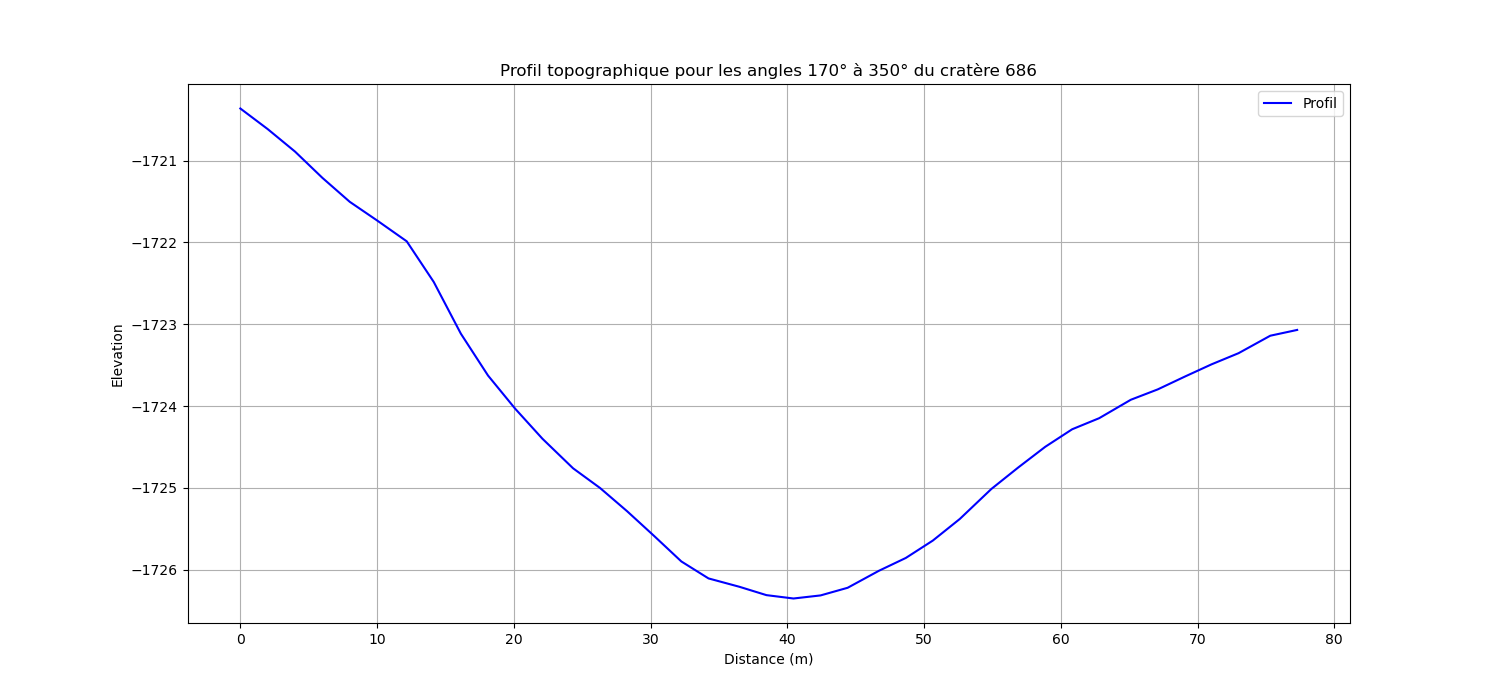 Profil topographique pour les angles 170° à 350° du cratère 686
Profil
−1721
−1722
−1723
−1724
−1725
−1726
Elevation
0 10 20 30 40 50 60 70 80
Distance (m)